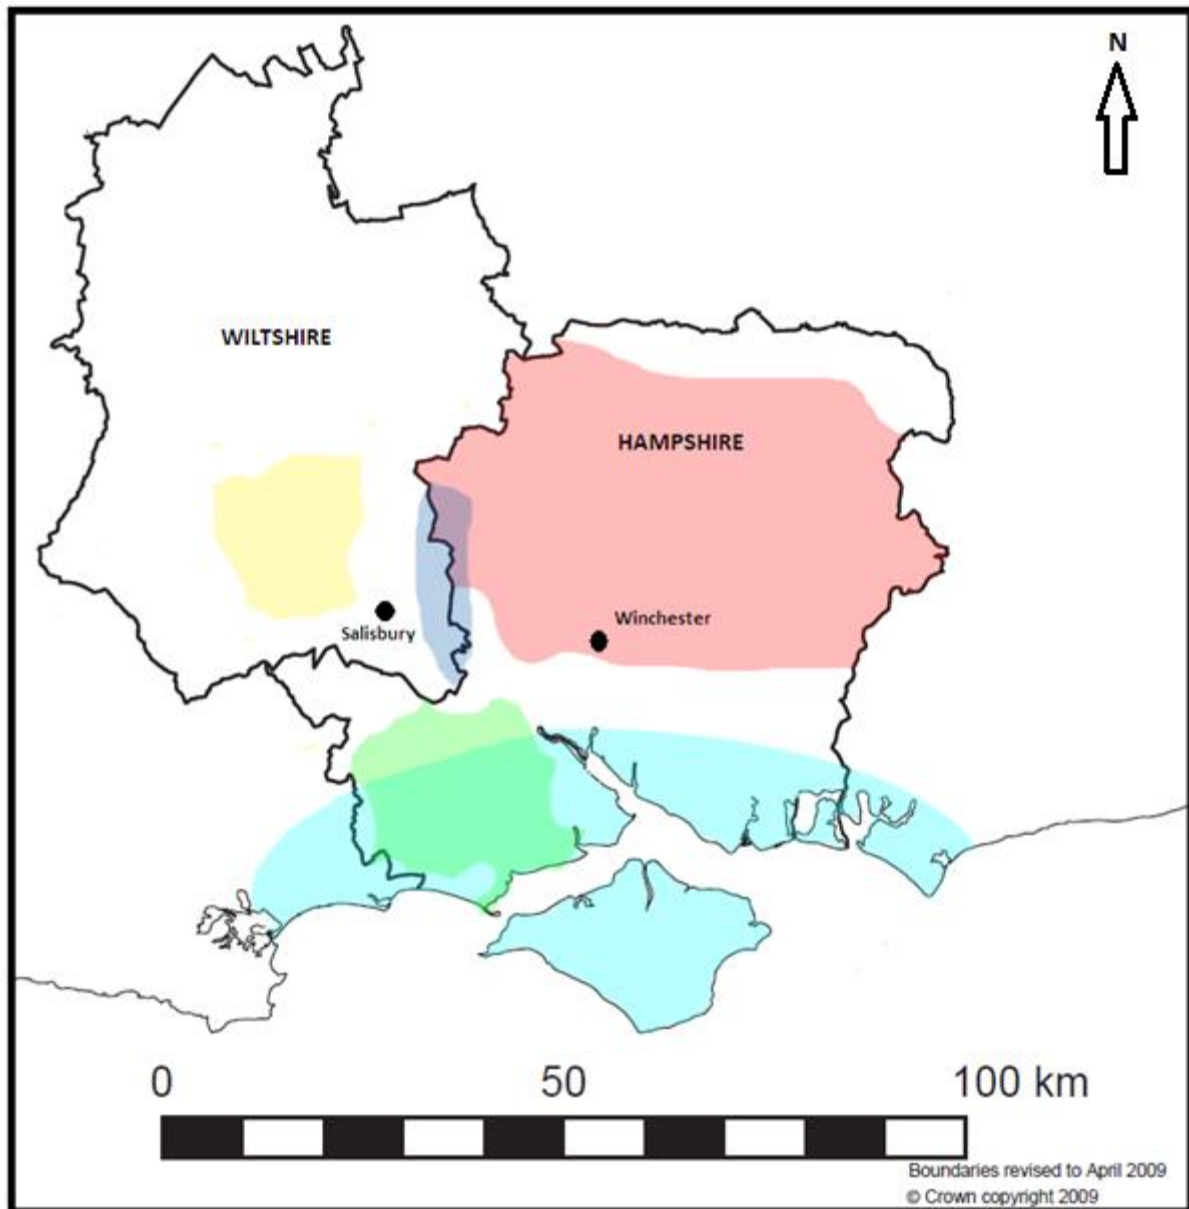 N
WILTSHIRE
HAMPSHIRE
Salisbury
Winchester
0 50 100 km
Boundaries revised to April 2009
© Crown copyright 2009